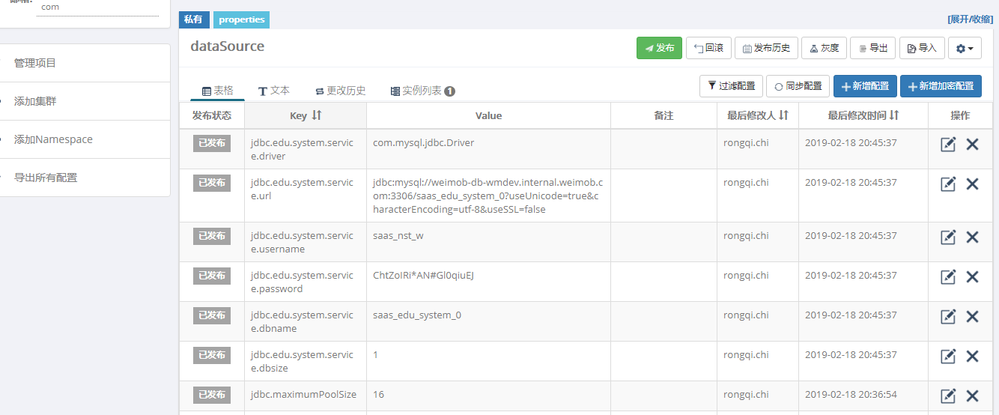 com
私有 properties [展开/收缩]
dataSource 发布 回滚 发布历史 灰度 导出 导入
管理项目
添加集群
添加Namespace
导出所有配置
表格 文本 更改历史 实例列表 1 过滤配置 同步配置 新增配置 新增加密配置
发布状态 Key Value 备注 最后修改人 最后修改时间 操作
已发布 jdbc.edu.system.servic com.mysql.jdbc.Driver rongqi.chi 2019-02-18 20:45:37
e.driver
已发布 jdbc.edu.system.servic jdbc:mysql://weimob-db-wmdev.internal.weimob.c rongqi.chi 2019-02-18 20:45:37
e.url om:3306/saas_edu_system_0?useUnicode=true&c
haracterEncoding=utf-8&useSSL=false
已发布 jdbc.edu.system.servic saas_nst_w rongqi.chi 2019-02-18 20:45:37
e.username
已发布 jdbc.edu.system.servic ChtZoIRi*AN#Gl0qiuEJ rongqi.chi 2019-02-18 20:45:37
e.password
已发布 jdbc.edu.system.servic saas_edu_system_0 rongqi.chi 2019-02-18 20:45:37
e.dbname
已发布 jdbc.edu.system.servic 1 rongqi.chi 2019-02-18 20:45:37
e.dbsize
已发布 jdbc.maximumPoolSize 16 rongqi.chi 2019-02-18 20:36:54